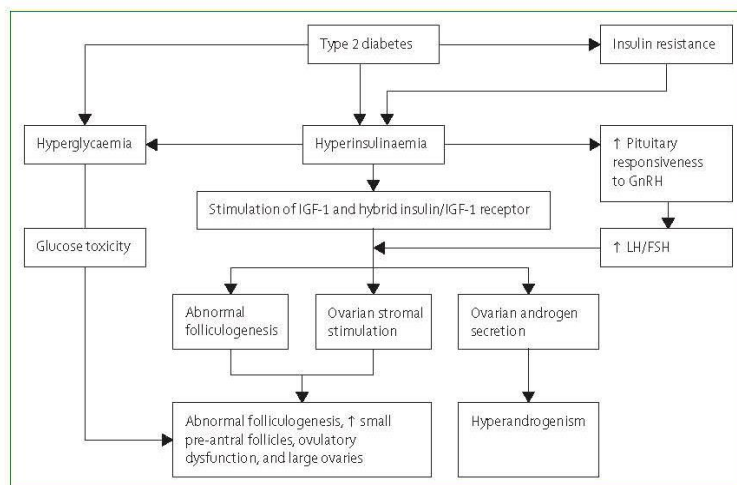 Type 2 diabetes
Insulin resistance
Hyperglycaemia
Hyperinsulinaemia
↑ Pituitary
responsiveness
to GnRH
Stimulation of IGF-1 and hybrid insulin/IGF-1 receptor
Glucose toxicity
↑ LH/FSH
Abnormal
folliculogenesis
Ovarian stromal
stimulation
Ovarian androgen
secretion
Abnormal folliculogenesis, ↑ small
pre-antral follicles, ovulatory
dysfunction, and large ovaries
Hyperandrogenism